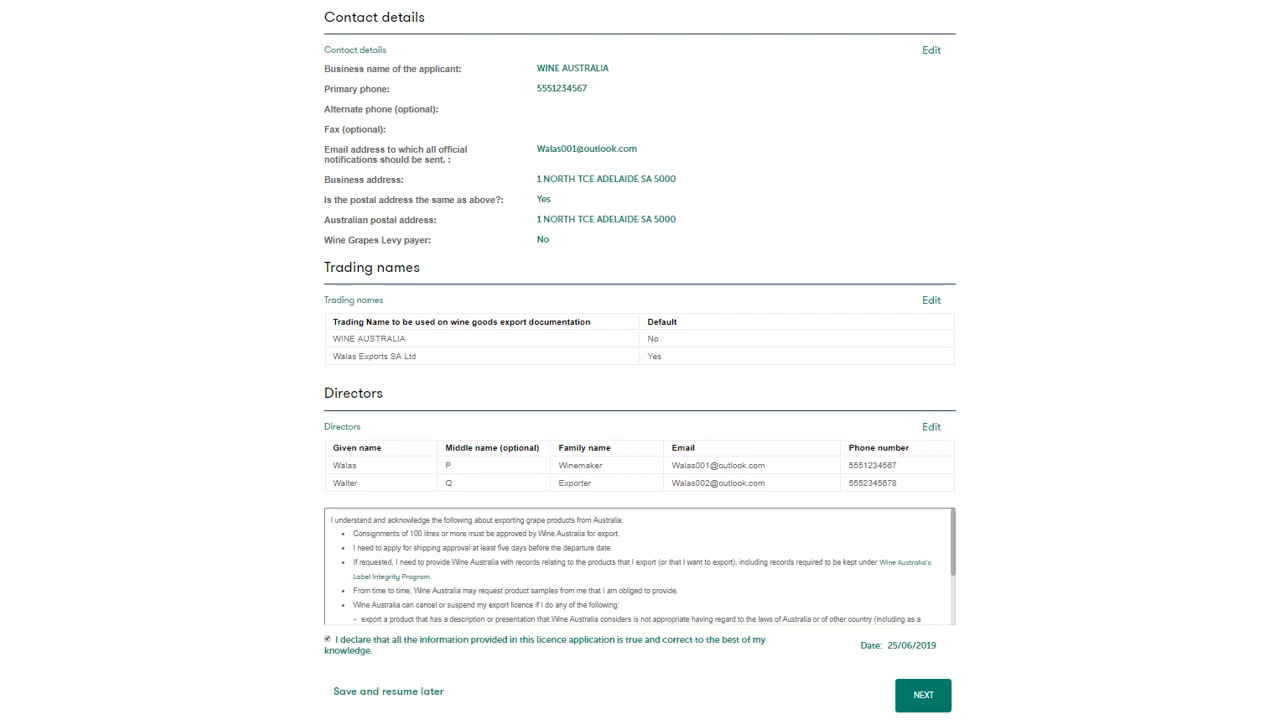 Contact details
Contact details Edit
Business name of the applicant: WINE AUSTRALIA
Primary phone: 5551234567
Alternate phone (optional):
Fax (optional):
Email address to which all official
notifications should be sent. : Walas001@outlook.com
Business address: 1 NORTH TCE ADELAIDE SA 5000
Is the postal address the same as above?: Yes
Australian postal address: 1 NORTH TCE ADELAIDE SA 5000
Wine Grapes Levy payer: No
Trading names
Trading names Edit
Trading Name to be used on wine goods export documentation Default
WINE AUSTRALIA No
Walas Exports SA Ltd Yes
Directors
Directors Edit
Given name Middle name (optional) Family name Email Phone number
Walas P Winemaker Walas001@outlook.com 5551234567
Walter Q Exporter Walas002@outlook.com 5552345678
I understand and acknowledge the following about exporting grape products from Australia:
• Consignments of 100 litres or more must be approved by Wine Australia for export.
• I need to apply for shipping approval at least five days before the departure date.
• If requested, I need to provide Wine Australia with records relating to the products that I export (or that I want to export), including records required to be kept under Wine Australia's
Label Integrity Program.
• From time to time, Wine Australia may request product samples from me that I am obliged to provide.
• Wine Australia can cancel or suspend my export licence if I do any of the following:
- export a product that has a description or presentation that Wine Australia considers is not appropriate having regard to the laws of Australia or of other country (including as a
I declare that all the information provided in this licence application is true and correct to the best of my
knowledge. Date: 25/06/2019
Save and resume later NEXT